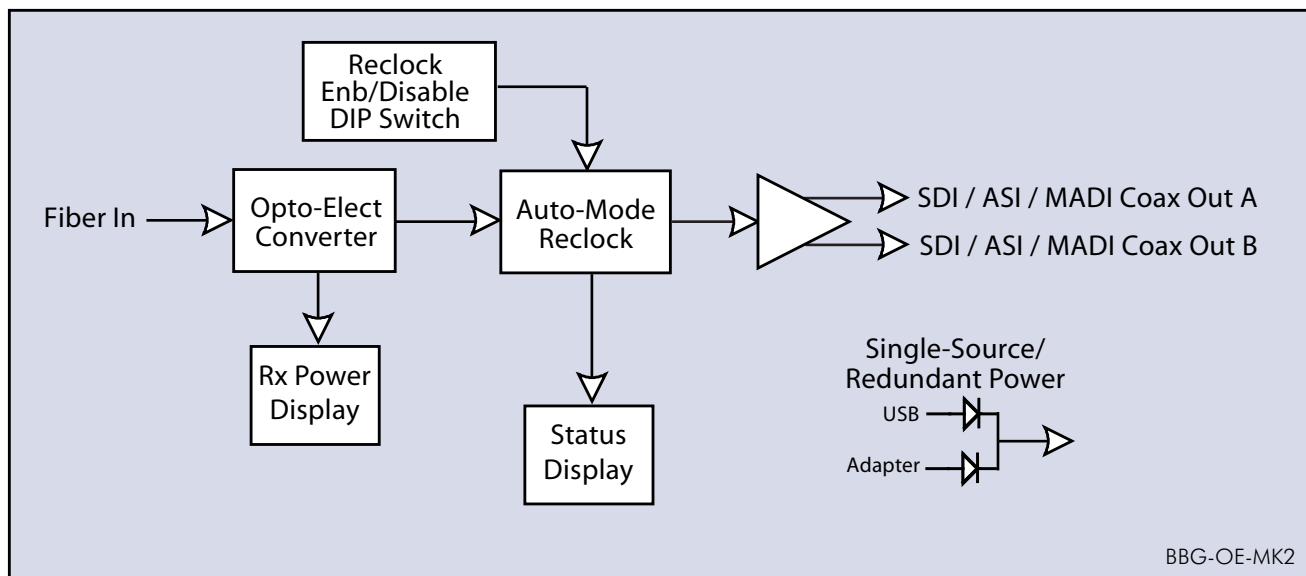 Reclock
Enb/Disable
DIP Switch
Fiber In
Opto-Elect
Converter
Auto-Mode
Reclock
SDI / ASI / MADI Coax Out A
SDI / ASI / MADI Coax Out B
Rx Power
Display
Status
Display
Single-Source/
Redundant Power
USB
Adapter
BBG-OE-MK2